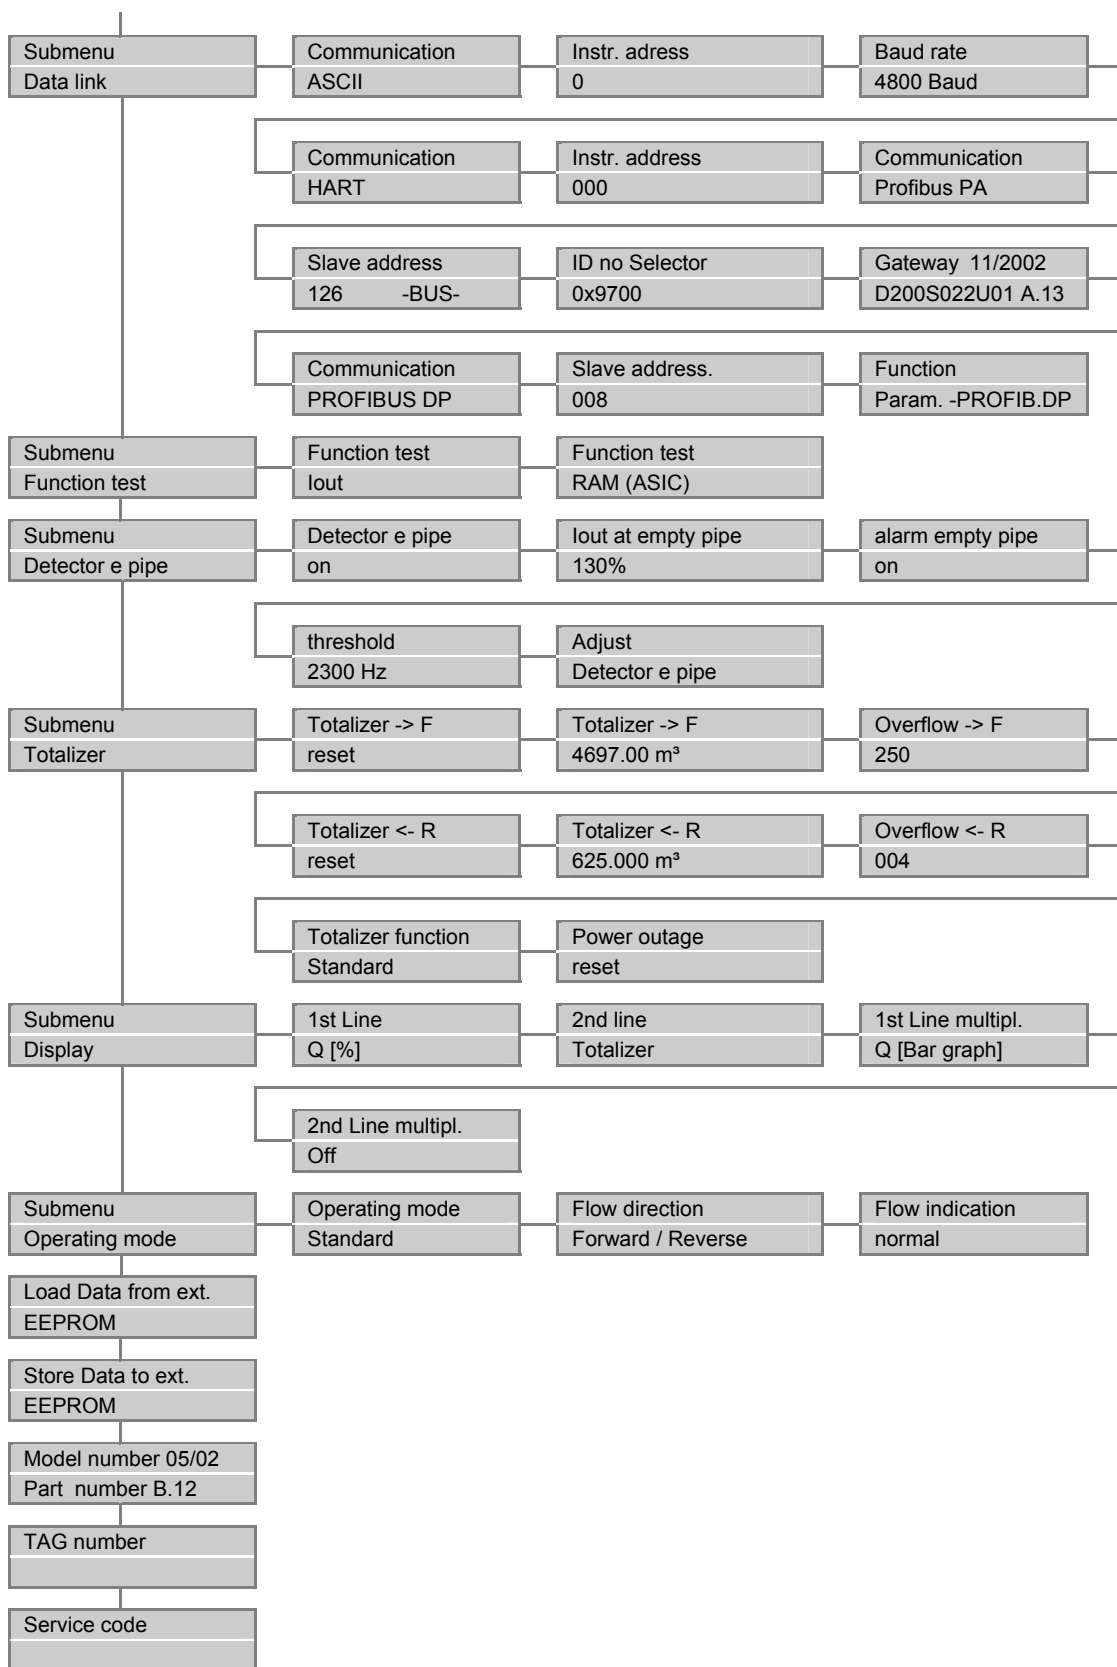 Submenu
Data link
Communication
ASCII
Instr. adress
0
Baud rate
4800 Baud
Communication
HART
Instr. address
000
Communication
Profibus PA
Slave address
126 -BUS-
ID no Selector
0x9700
Gateway 11/2002
D200S022U01 A.13
Communication
PROFIBUS DP
Slave address.
008
Function
Param. -PROFIB.DP
Submenu
Function test
Function test
Iout
Function test
RAM (ASIC)
Submenu
Detector e pipe
Detector e pipe
on
Iout at empty pipe
130%
alarm empty pipe
on
threshold
2300 Hz
Adjust
Detector e pipe
Submenu
Totalizer
Totalizer -> F
reset
Totalizer -> F
4697.00 m³
Overflow -> F
250
Totalizer <- R
reset
Totalizer <- R
625.000 m³
Overflow <- R
004
Totalizer function
Standard
Power outage
reset
Submenu
Display
1st Line
Q [%]
2nd line
Totalizer
1st Line multipl.
Q [Bar graph]
2nd Line multipl.
Off
Submenu
Operating mode
Operating mode
Standard
Flow direction
Forward / Reverse
Flow indication
normal
Load Data from ext.
EEPROM
Store Data to ext.
EEPROM
Model number 05/02
Part number B.12
TAG number
Service code